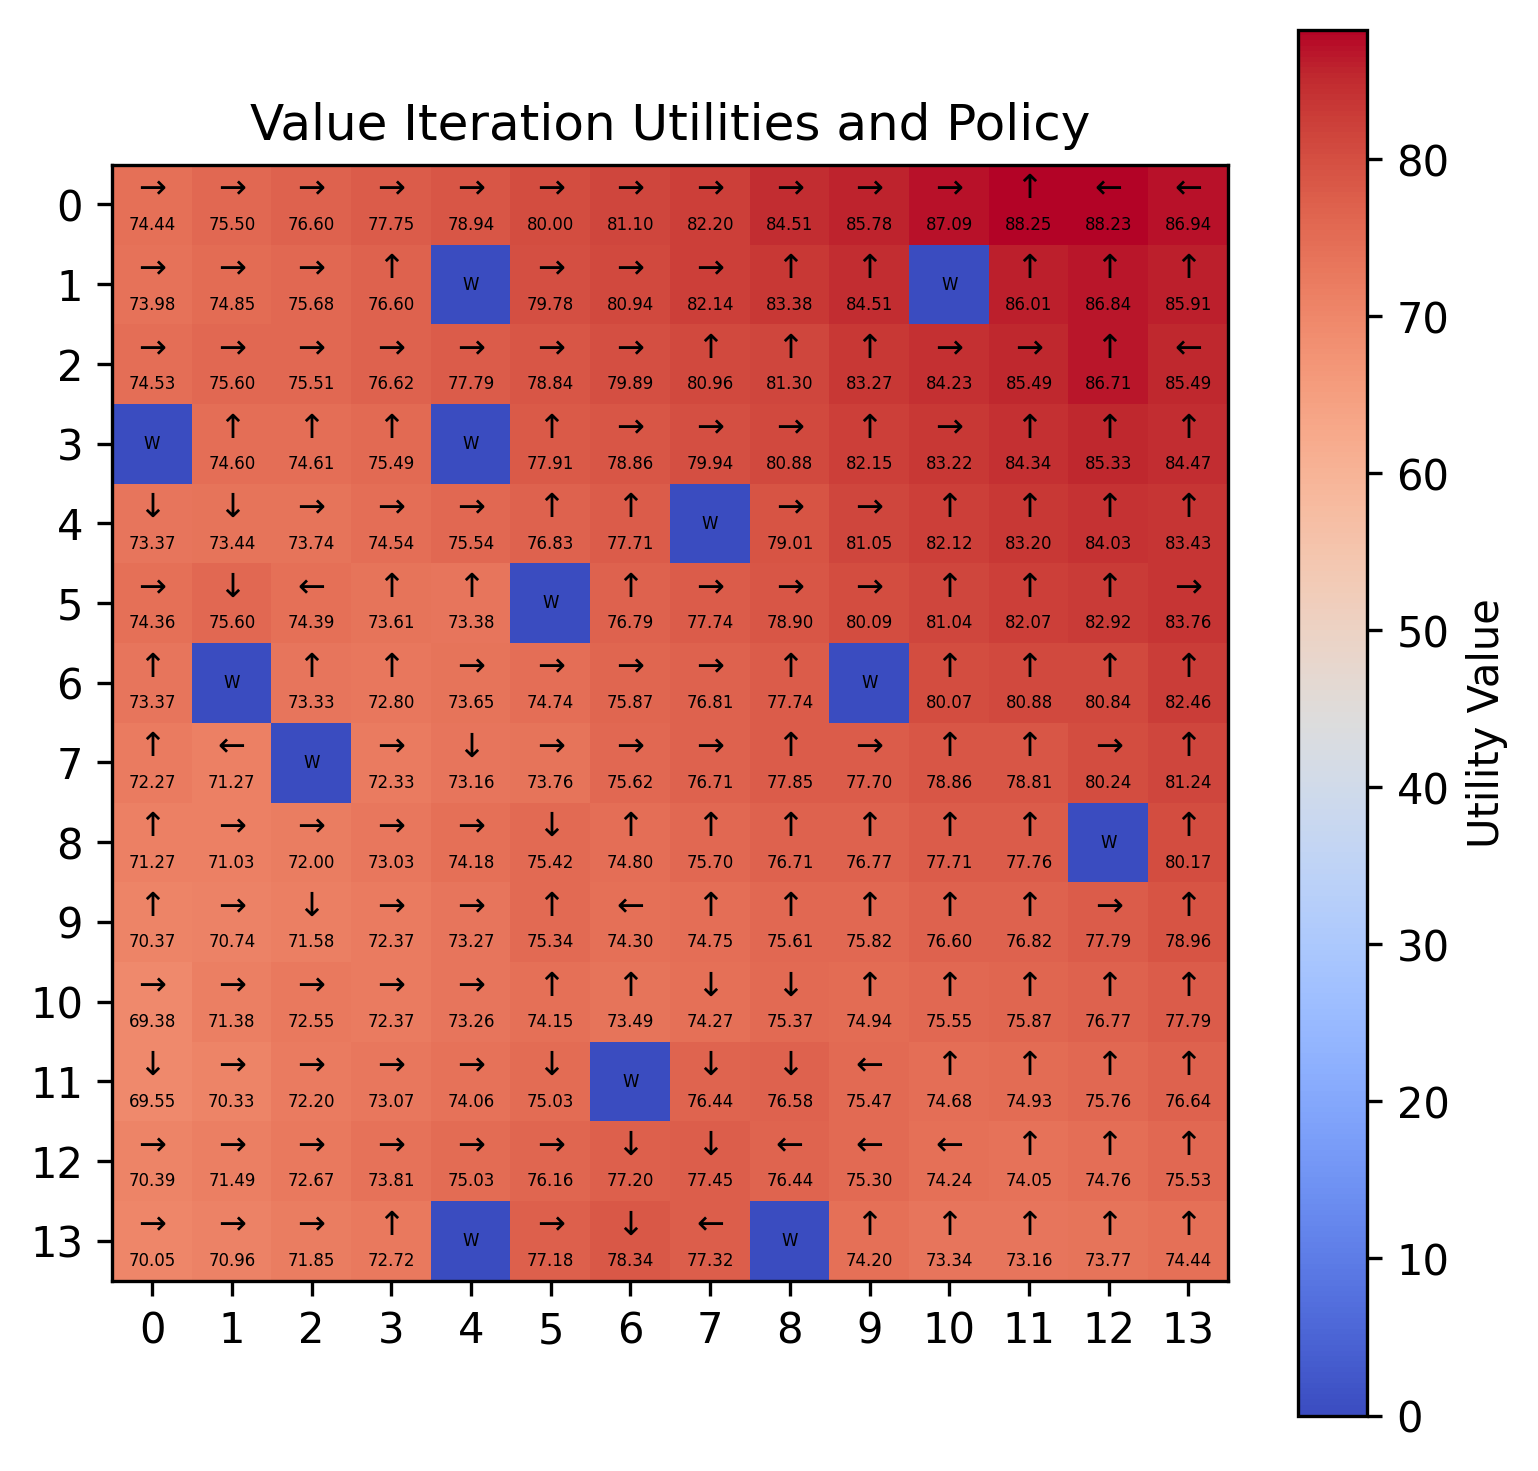 Value Iteration Utilities and Policy
0 → → → → → → → → → → → ↑ ← ←
74.44 75.50 76.60 77.75 78.94 80.00 81.10 82.20 84.51 85.78 87.09 88.25 88.23 86.94
1 → → → ↑ W → → → ↑ ↑ W ↑ ↑ ↑
73.98 74.85 75.68 76.60 79.78 80.94 82.14 83.38 84.51 86.01 86.84 85.91
2 → → → → → → → ↑ ↑ ↑ → → ↑ ←
74.53 75.60 75.51 76.62 77.79 78.84 79.89 80.96 81.30 83.27 84.23 85.49 86.71 85.49
3 W ↑ ↑ ↑ W ↑ → → → ↑ → ↑ ↑ ↑
74.60 74.61 75.49 77.91 78.86 79.94 80.88 82.15 83.22 84.34 85.33 84.47
4 ↓ ↓ → → → ↑ ↑ W → → ↑ ↑ ↑ ↑
73.37 73.44 73.74 74.54 75.54 76.83 77.71 79.01 81.05 82.12 83.20 84.03 83.43
5 → ↓ ← ↑ ↑ W ↑ → → → ↑ ↑ ↑ →
74.36 75.60 74.39 73.61 73.38 76.79 77.74 78.90 80.09 81.04 82.07 82.92 83.76
6 ↑ W ↑ ↑ → → → → ↑ W ↑ ↑ ↑ ↑
73.37 73.33 72.80 73.65 74.74 75.87 76.81 77.74 80.07 80.88 80.84 82.46
7 ↑ ← W → ↓ → → → ↑ → ↑ ↑ → ↑
72.27 71.27 72.33 73.16 73.76 75.62 76.71 77.85 77.70 78.86 78.81 80.24 81.24
8 ↑ → → → → ↓ ↑ ↑ ↑ ↑ ↑ ↑ W ↑
71.27 71.03 72.00 73.03 74.18 75.42 74.80 75.70 76.71 76.77 77.71 77.76 80.17
9 ↑ → ↓ → → ↑ ← ↑ ↑ ↑ ↑ ↑ → ↑
70.37 70.74 71.58 72.37 73.27 75.34 74.30 74.75 75.61 75.82 76.60 76.82 77.79 78.96
10 → → → → → ↑ ↑ ↓ ↓ ↑ ↑ ↑ ↑ ↑
69.38 71.38 72.55 72.37 73.26 74.15 73.49 74.27 75.37 74.94 75.55 75.87 76.77 77.79
11 ↓ → → → → ↓ W ↓ ↓ ← ↑ ↑ ↑ ↑
69.55 70.33 72.20 73.07 74.06 75.03 76.44 76.58 75.47 74.68 74.93 75.76 76.64
12 → → → → → → ↓ ↓ ← ← ← ↑ ↑ ↑
70.39 71.49 72.67 73.81 75.03 76.16 77.20 77.45 76.44 75.30 74.24 74.05 74.76 75.53
13 → → → ↑ W → ↓ ← W ↑ ↑ ↑ ↑ ↑
70.05 70.96 71.85 72.72 77.18 78.34 77.32 74.20 73.34 73.16 73.77 74.44
0 1 2 3 4 5 6 7 8 9 10 11 12 13
80
70
60
50
40
30
20
10
0
Utility Value